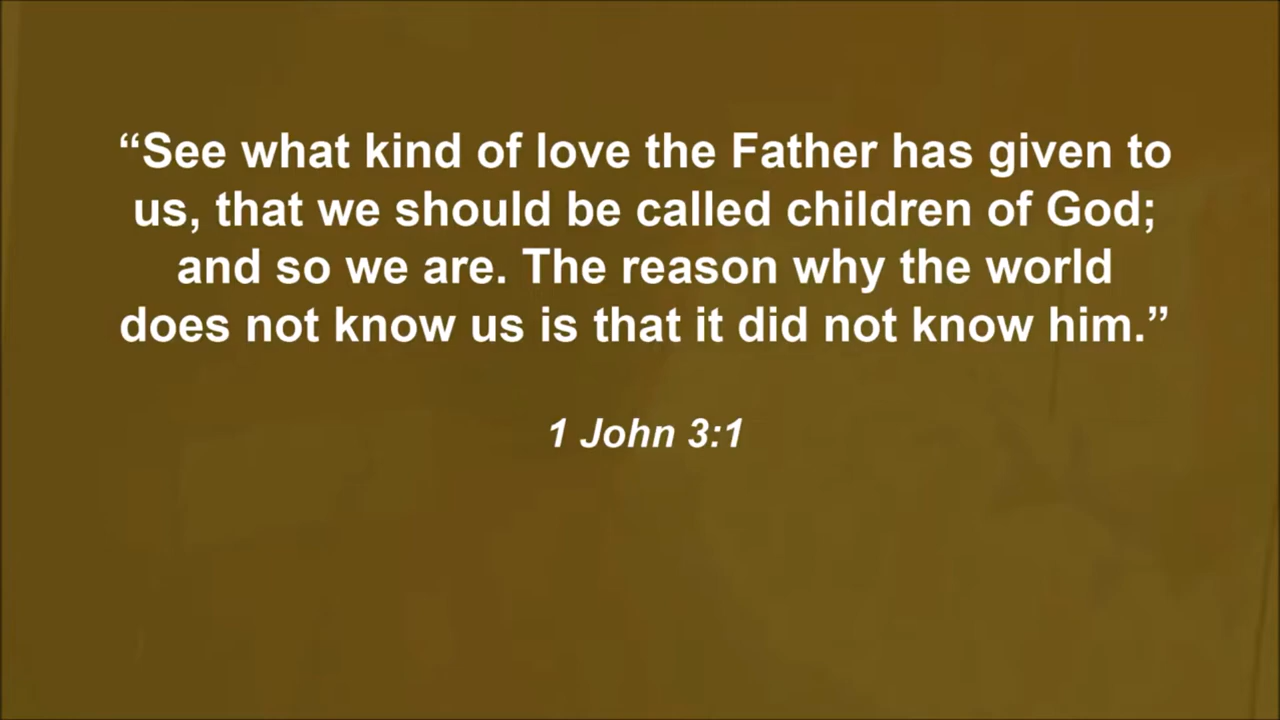 “See what kind of love the Father has given to
us, that we should be called children of God;
and so we are. The reason why the world
does not know us is that it did not know him.”
1 John 3:1